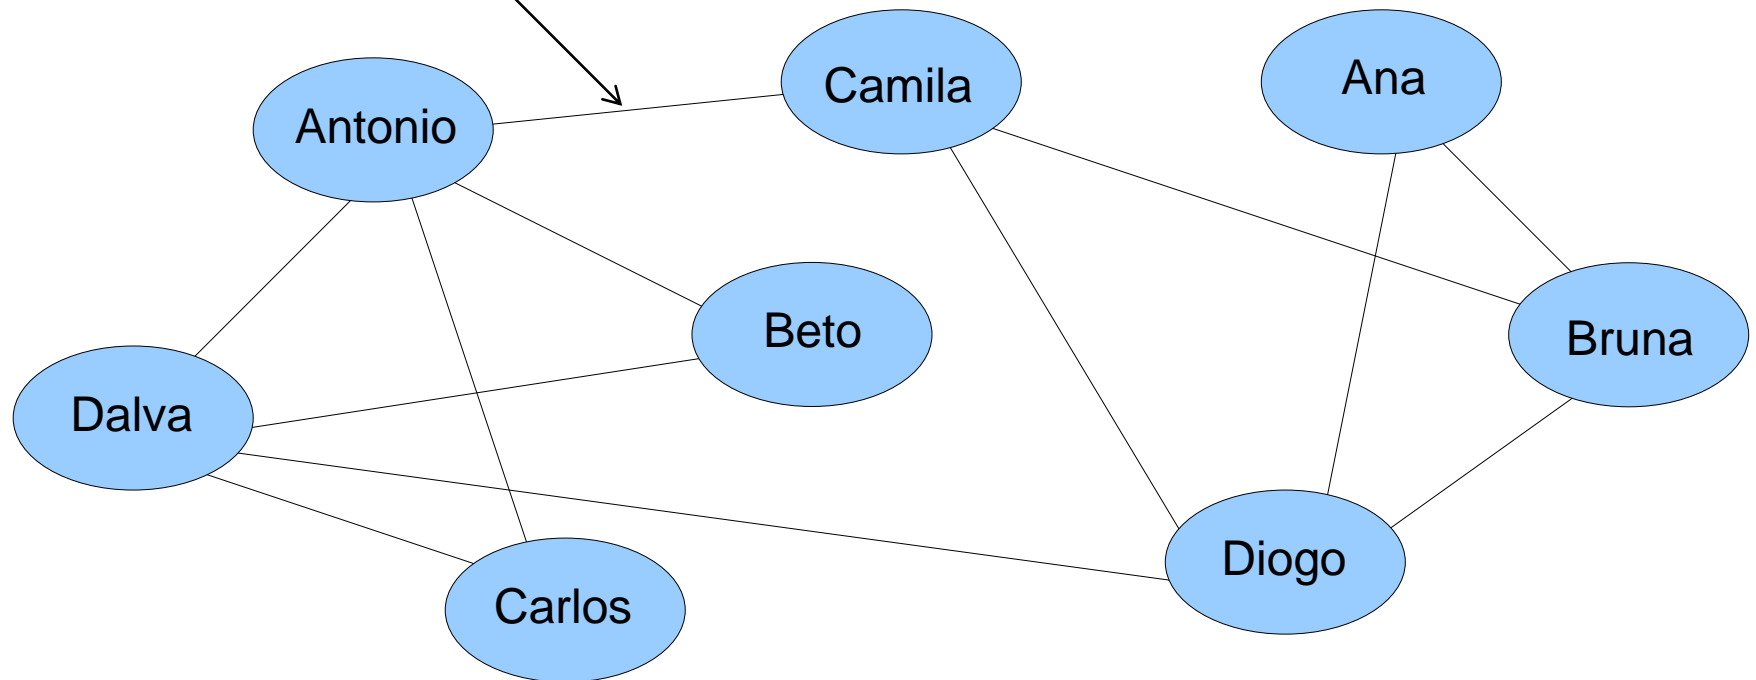 Camila
Ana
Antonio
Beto
Bruna
Dalva
Diogo
Carlos